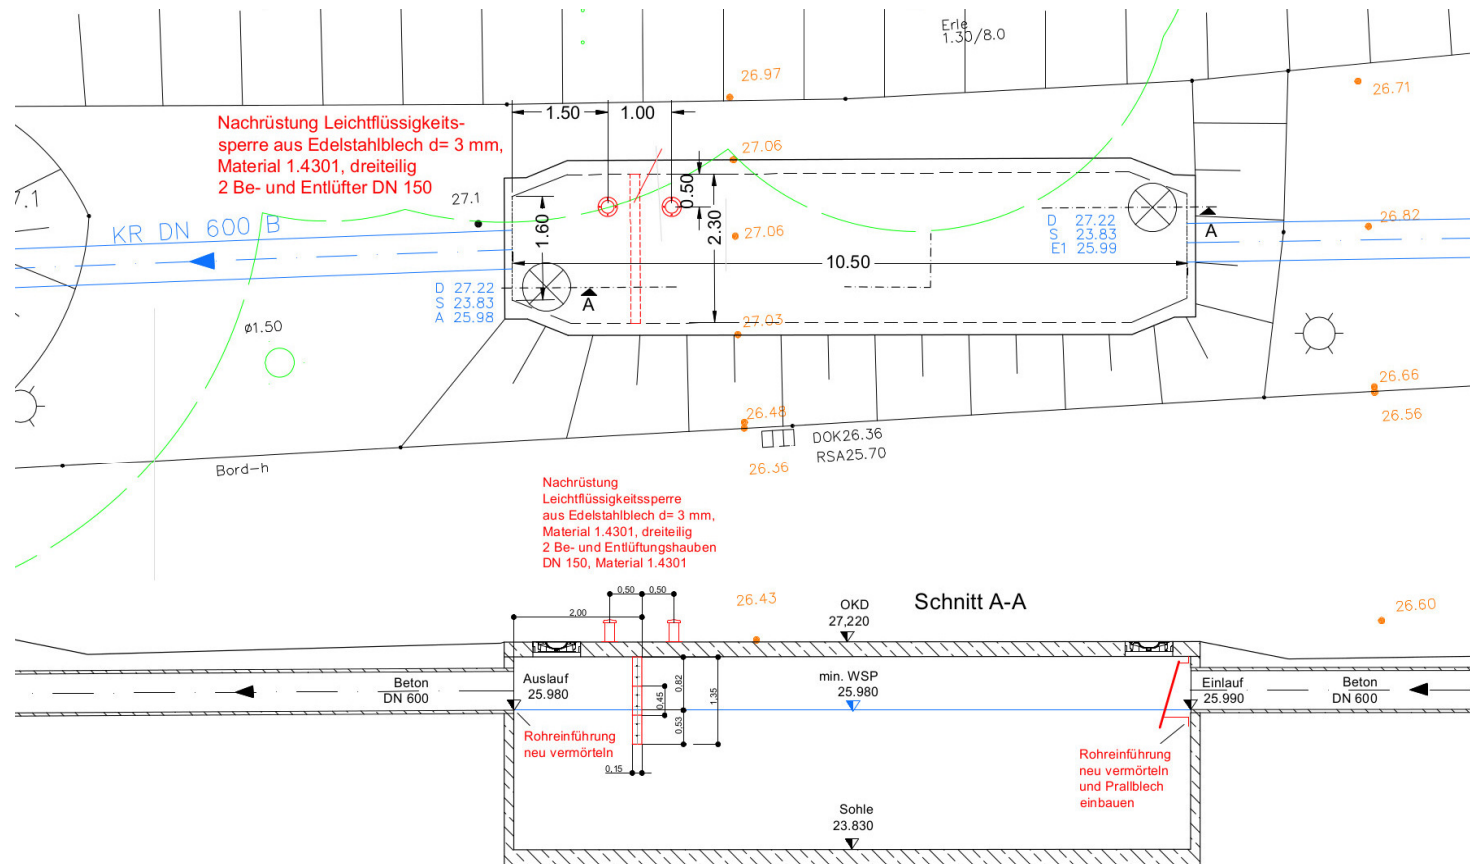 Erle
1.30/8.0
26.97
26.71
1.50
1.00
Nachrüstung Leichtflüssigkeits-
sperre aus Edelstahlblech d= 3 mm,
Material 1.4301, dreiteilig
2 Be- und Entlüfter DN 150
27.06
7.1
27.1
0.50
1.60
2.30
27.06
KR DN 600 B
D 27.22
S 23.83
E1 25.99
A
26.82
10.50
D 27.22
S 23.83
A 25.98
A
ø1.50
27.03
26.66
26.56
26.48
DOK26.36
RSA25.70
26.36
Bord-h
Nachrüstung
Leichtflüssigkeitssperre
aus Edelstahlblech d= 3 mm,
Material 1.4301, dreiteilig
2 Be- und Entlüftungshauben
DN 150, Material 1.4301
0,50
0,50
2,00
26.43
OKD
27,220
Schnitt A-A
26.60
Beton
DN 600
Auslauf
25.980
0,82
0,45
1,35
0,53
min. WSP
25.980
Einlauf
25.990
Beton
DN 600
Rohreinführung
neu vermörteln
0,15
Rohreinführung
neu vermörteln
und Prallblech
einbauen
Sohle
23.830